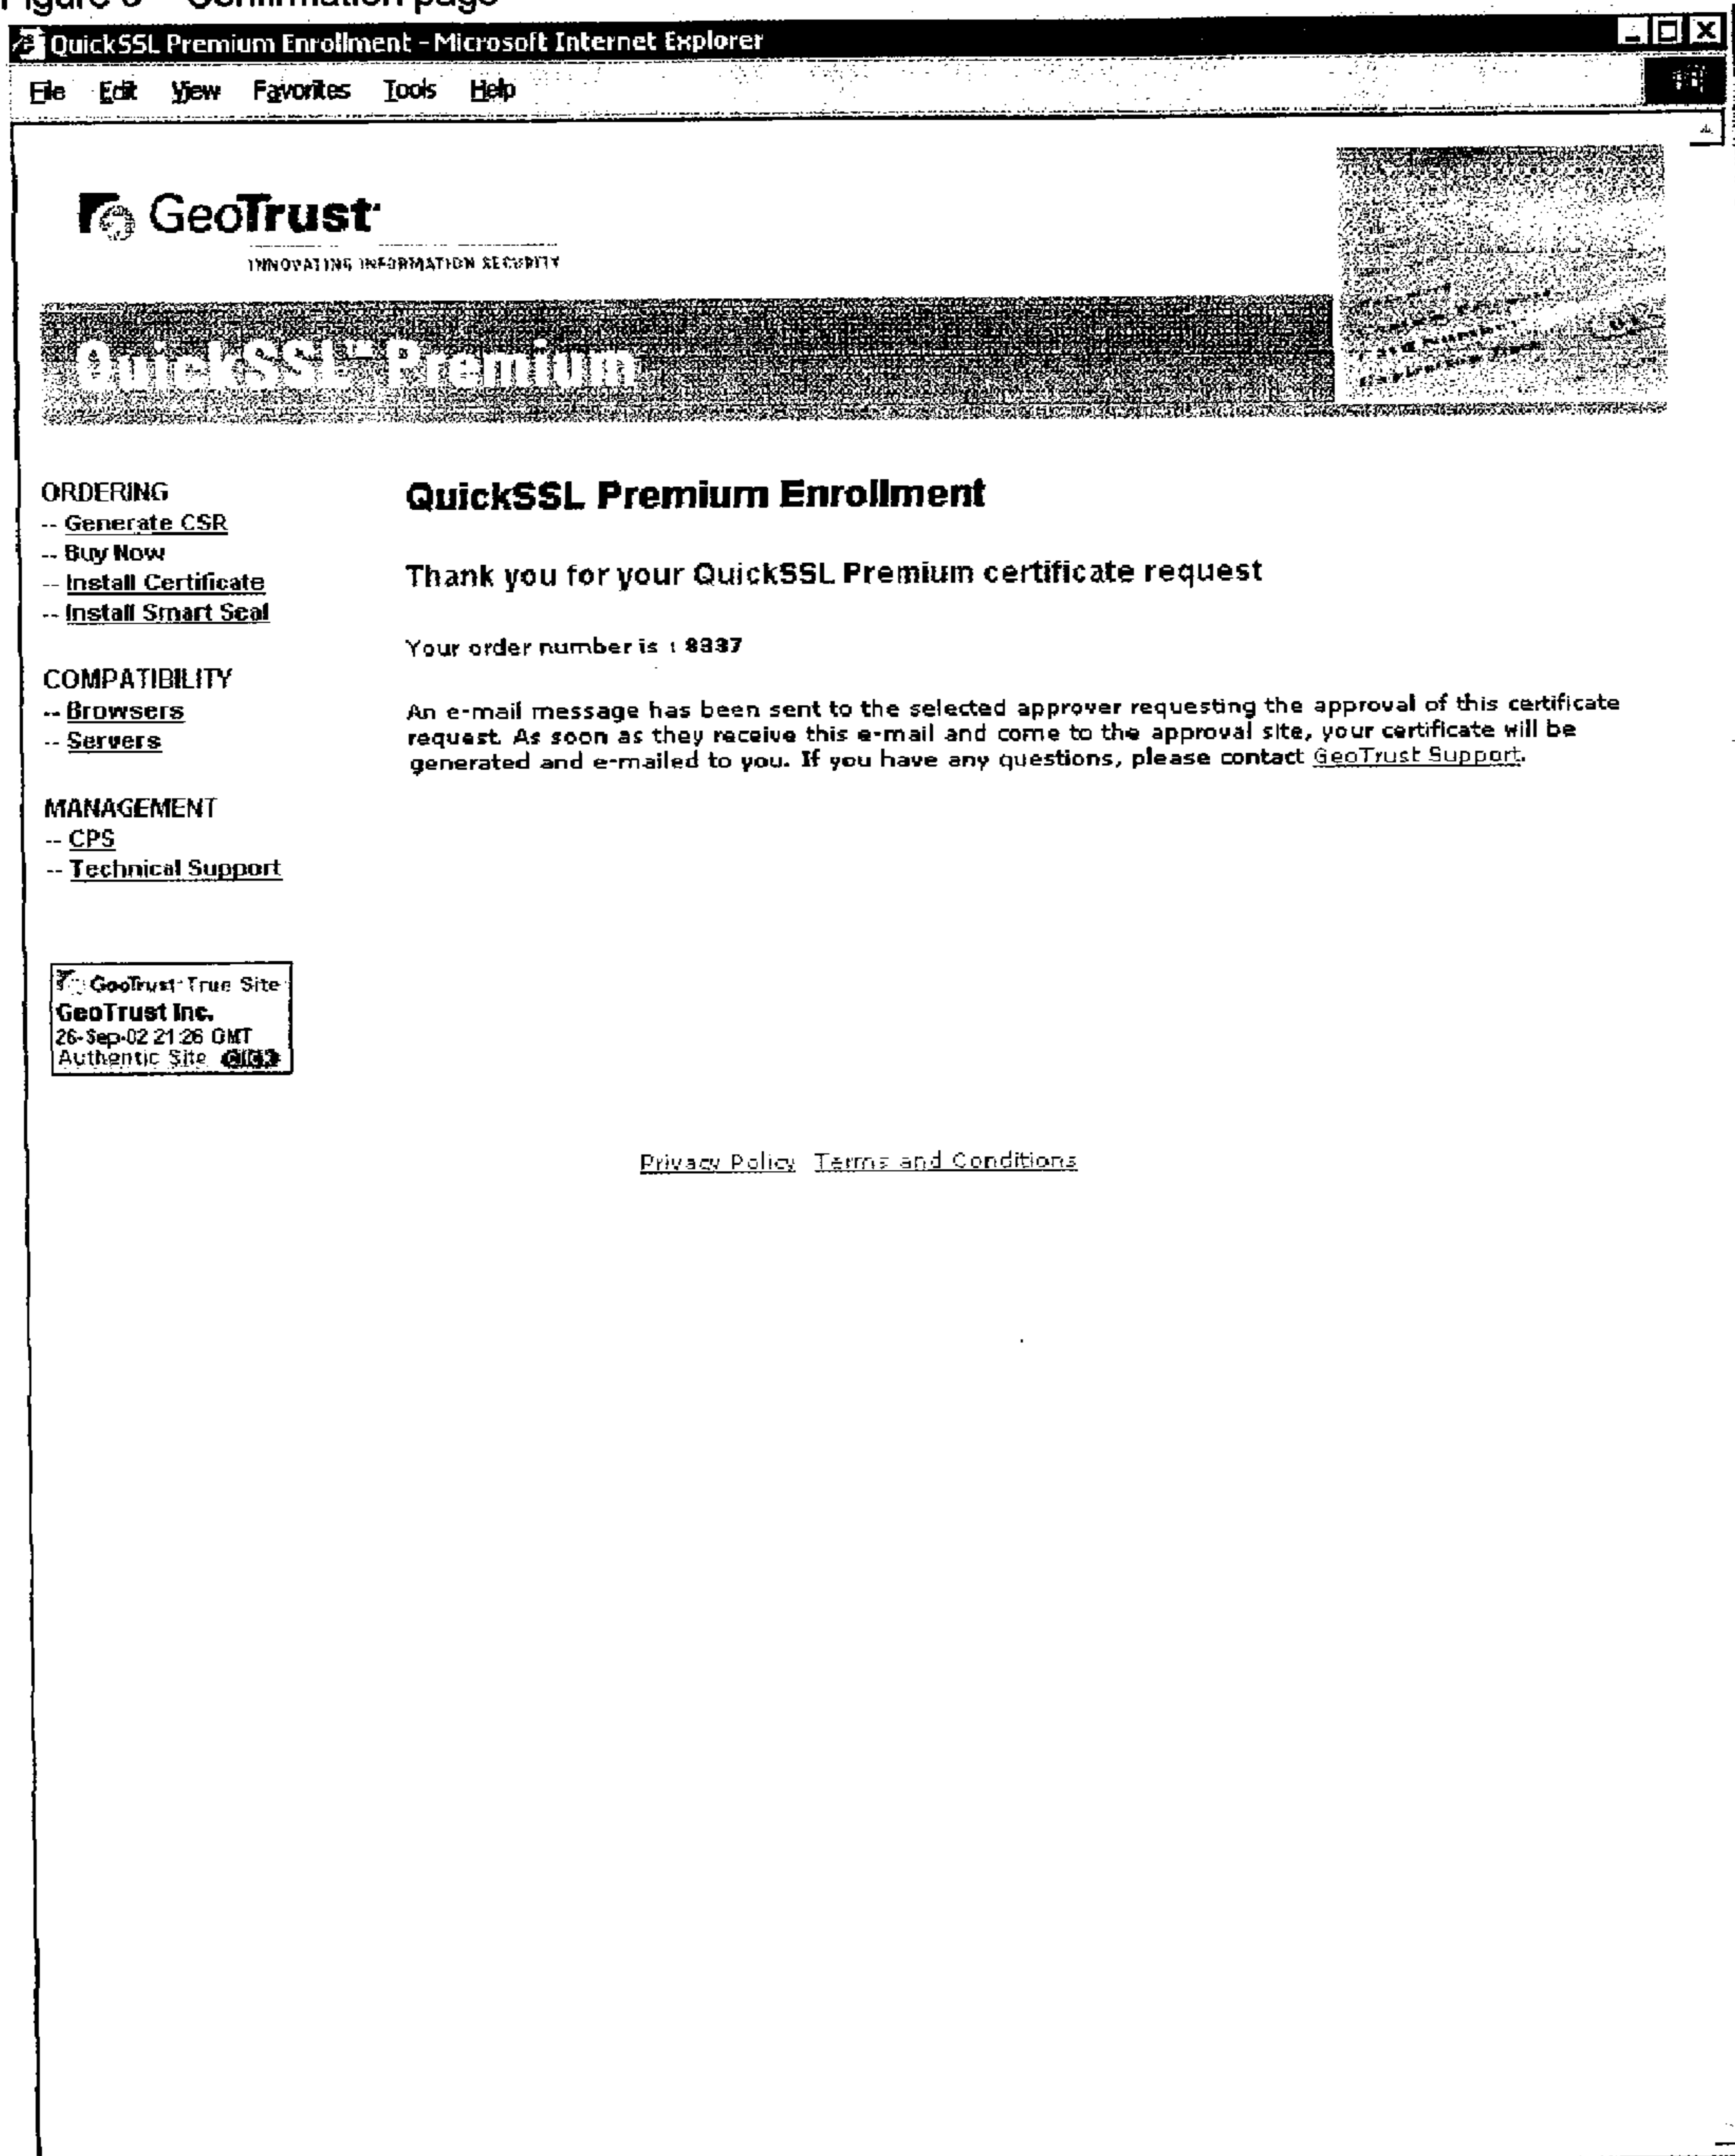 Confirmation page
QuickSSL Premium Enrollment - Microsoft Internet Explorer
File Edit View Favorites Tools Help
GeoTrust
INNOVATING INFORMATION SECURITY
QuickSSL™ Premium
ORDERING
-- Generate CSR
-- Buy Now
-- Install Certificate
-- Install Smart Seal
COMPATIBILITY
-- Browsers
-- Servers
MANAGEMENT
-- CPS
-- Technical Support
GeoTrust True Site
GeoTrust Inc.
26-Sep-02 21:26 GMT
Authentic Site
QuickSSL Premium Enrollment
Thank you for your QuickSSL Premium certificate request
Your order number is :
An e-mail message has been sent to the selected approver requesting the approval of this certificate
request. As soon as they receive this e-mail and come to the approval site, your certificate will be
generated and e-mailed to you. If you have any questions, please contact GeoTrust Support.
Privacy Policy Terms and Conditions